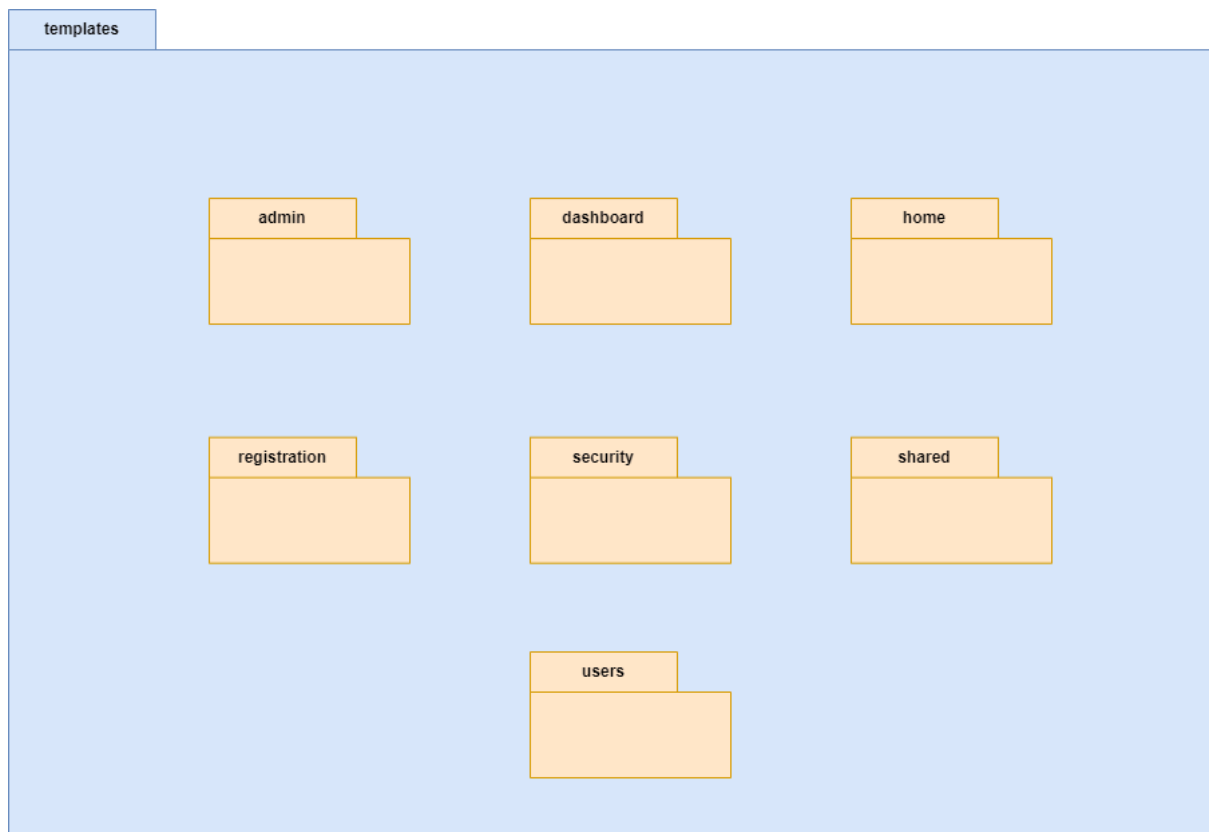 templates
admin
dashboard
home
registration
security
shared
users